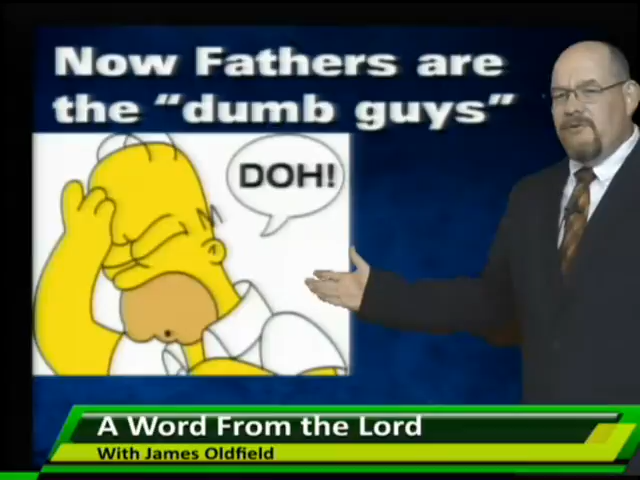 Now Fathers are
the "dumb guys"
DOH!
A Word From the Lord
With James Oldfield